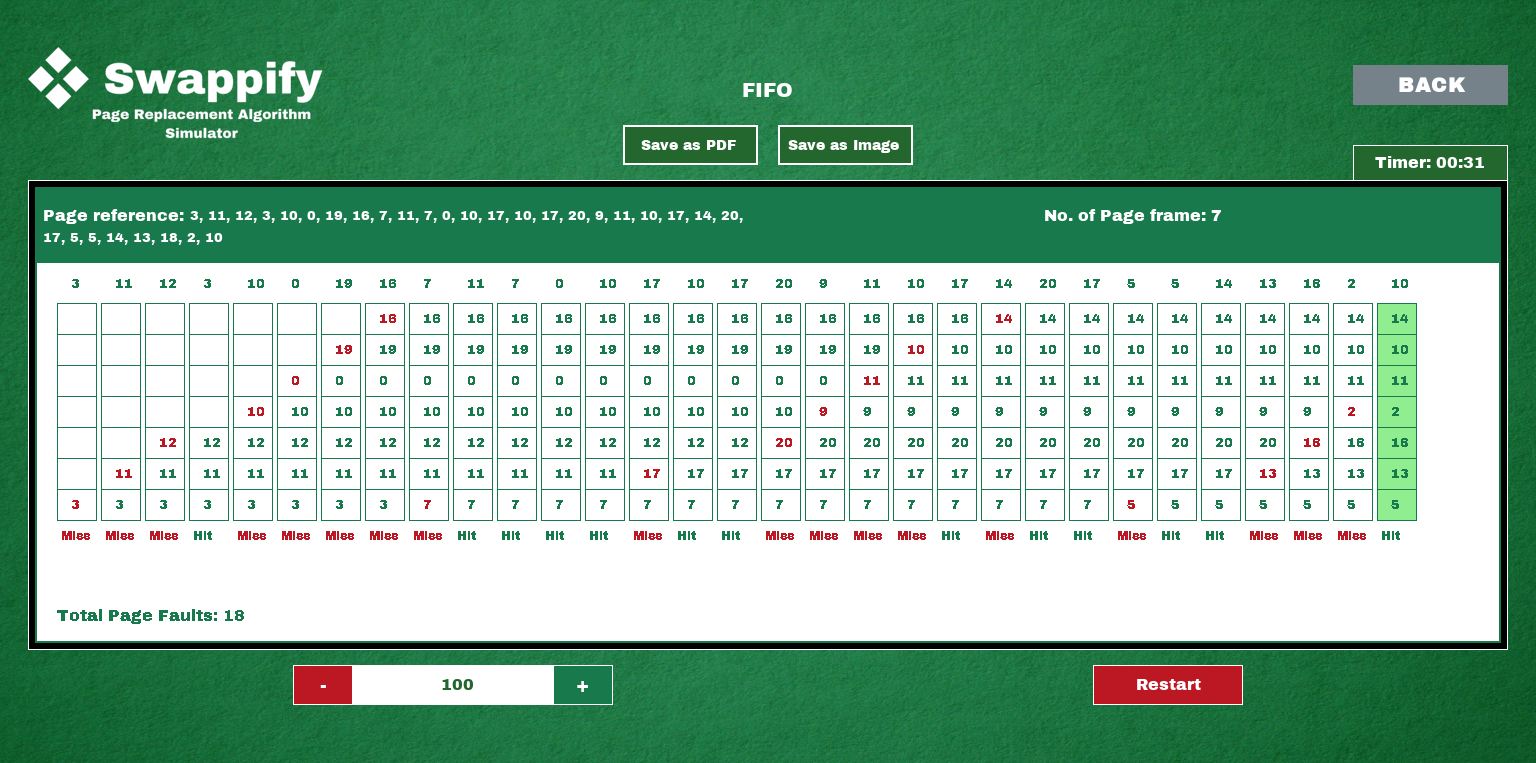 Swappify
Page Replacement Algorithm
Simulator
FIFO
BACK
Save as PDF
Save as Image
Timer: 00:31
Page reference: 3, 11, 12, 3, 10, 0, 19, 16, 7, 11, 7, 0, 10, 17, 10, 17, 20, 9, 11, 10, 17, 14, 20,
17, 5, 5, 14, 13, 18, 2, 10
No. of Page frame: 7
3 11 12 3 10 0 19 16 7 11 7 0 10 17 10 17 20 9 11 10 17 14 20 17 5 5 14 13 18 2 10
16 16 16 16 16 16 16 16 16 16 16 16 16 16 14 14 14 14 14 14 14 14 14 14
19 19 19 19 19 19 19 19 19 19 19 19 19 10 10 10 10 10 10 10 10 10 10 10 10
0 0 0 0 0 0 0 0 0 0 0 0 0 11 11 11 11 11 11 11 11 11 11 11 11 11
10 10 10 10 10 10 10 10 10 10 10 10 10 9 9 9 9 9 9 9 9 9 9 9 9 2 2
12 12 12 12 12 12 12 12 12 12 12 12 12 12 20 20 20 20 20 20 20 20 20 20 20 20 16 16 16
11 11 11 11 11 11 11 11 11 11 11 11 17 17 17 17 17 17 17 17 17 17 17 17 17 17 13 13 13 13
3 3 3 3 3 3 3 3 7 7 7 7 7 7 7 7 7 7 7 7 7 7 7 7 5 5 5 5 5 5 5
Miss Miss Miss Hit Miss Miss Miss Miss Miss Hit Hit Hit Hit Miss Hit Hit Miss Miss Miss Miss Hit Miss Hit Hit Miss Hit Hit Miss Miss Miss Hit
Total Page Faults: 18
- 100 +
Restart